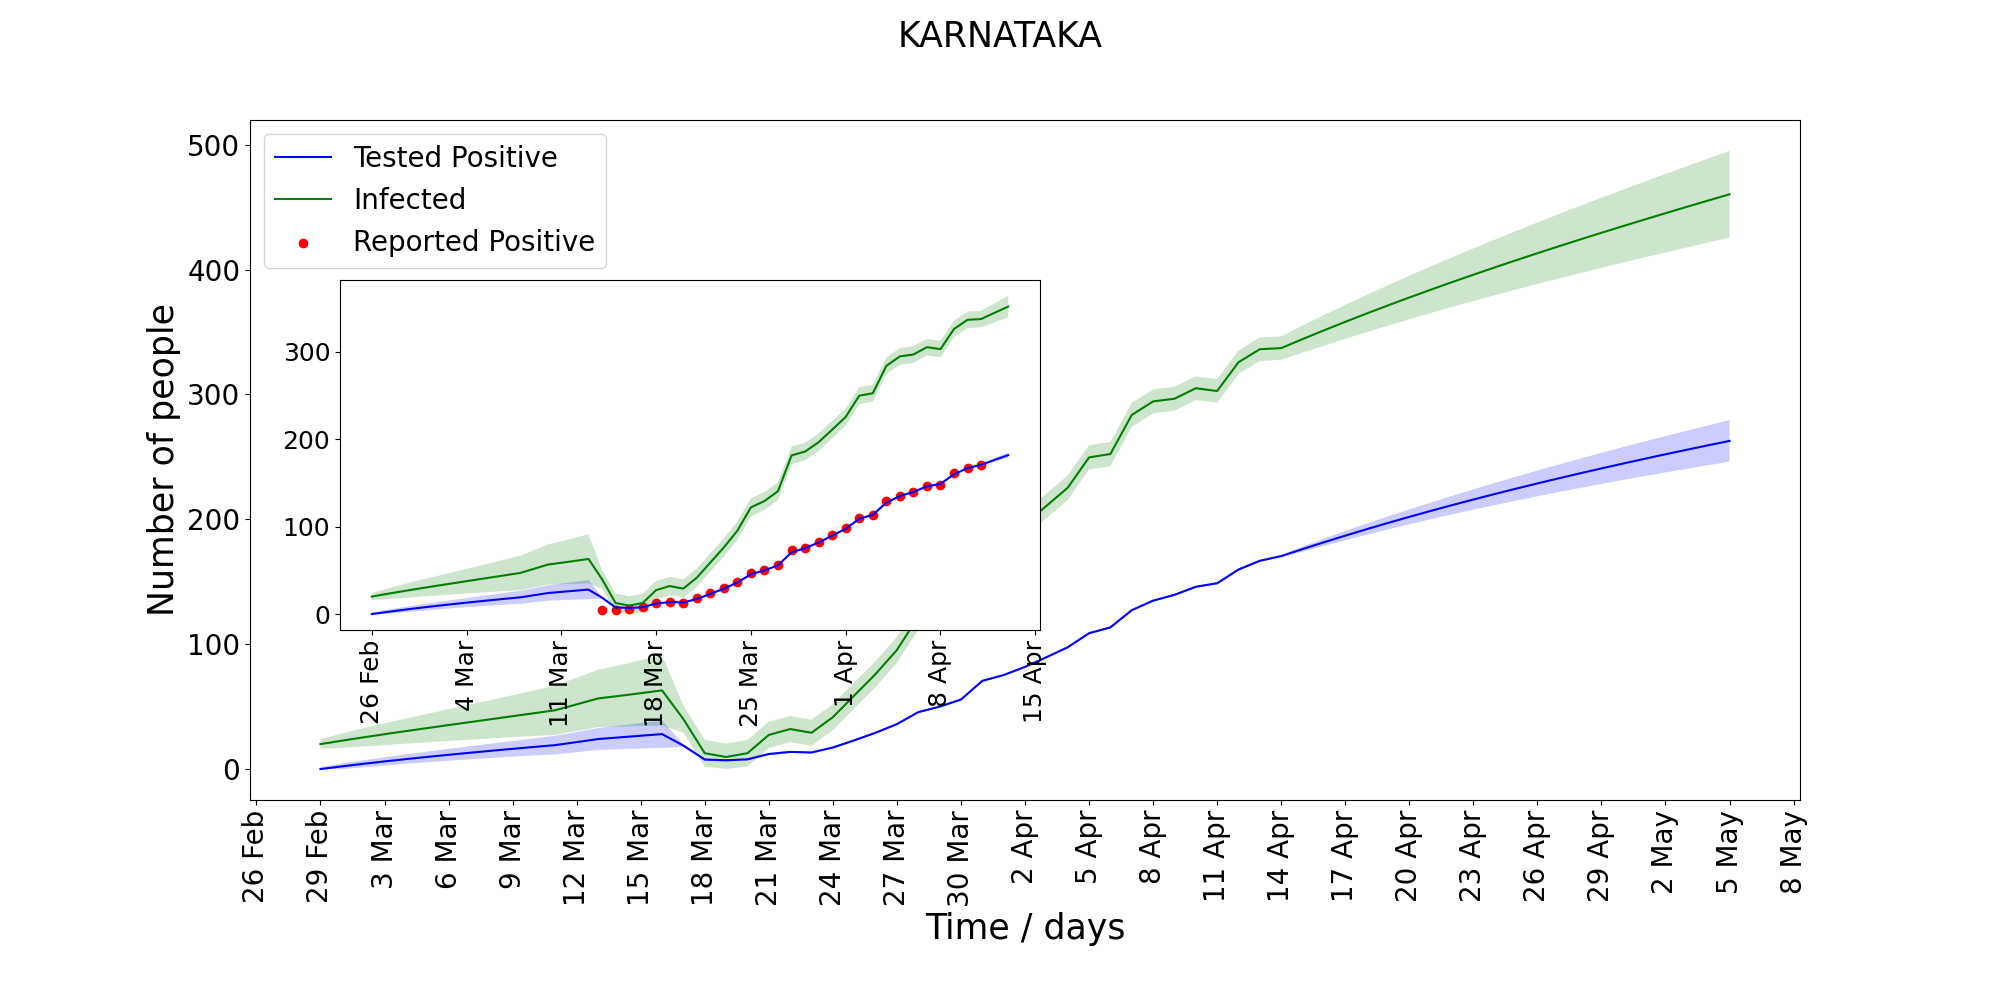 KARNATAKA
500
400
300
200
100
0
Number of people
Tested Positive
Infected
Reported Positive
300
200
100
0
26 Feb
4 Mar
11 Mar
18 Mar
25 Mar
1 Apr
8 Apr
15 Apr
26 Feb
29 Feb
3 Mar
6 Mar
9 Mar
12 Mar
15 Mar
18 Mar
21 Mar
24 Mar
27 Mar
30 Mar
2 Apr
5 Apr
8 Apr
11 Apr
14 Apr
17 Apr
20 Apr
23 Apr
26 Apr
29 Apr
2 May
5 May
8 May
Time / days